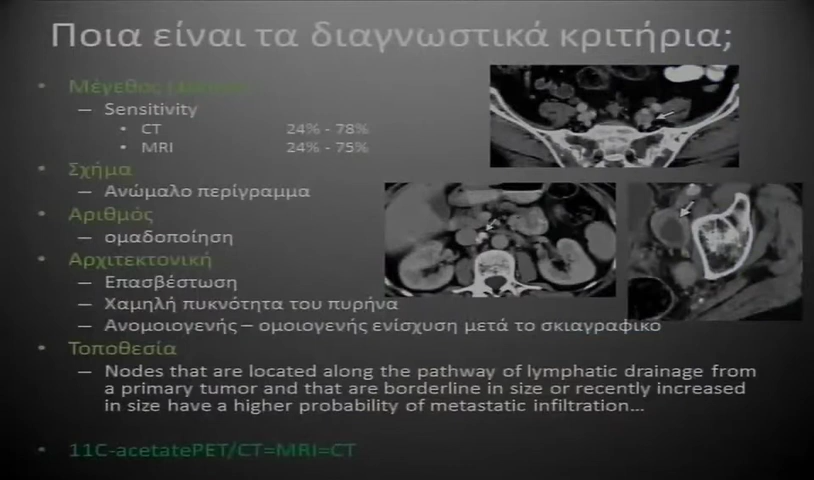 Ποια είναι τα διαγνωστικά κριτήρια;
• Μέγεθος
– Sensitivity
• CT 24% - 78%
• MRI 24% - 75%
• Σχήμα
– Ανώμαλο περίγραμμα
• Αριθμός
– ομαδοποίηση
• Αρχιτεκτονική
– Επασβέστωση
– Χαμηλή πυκνότητα του πυρήνα
– Ανομοιογενής – ομοιογενής ενίσχυση μετά το σκιαγραφικο
• Τοποθεσία
– Nodes that are located along the pathway of lymphatic drainage from
a primary tumor and that are borderline in size or recently increased
in size have a higher probability of metastatic infiltration...
• 11C-acetatePET/CT=MRI=CT